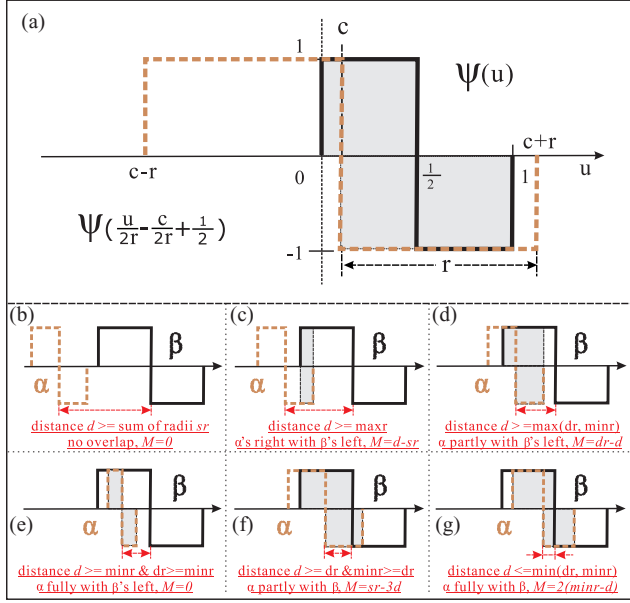 (a)
c
1
Ψ(u)
c+r
c-r
0
1/2
1
u
Ψ(u/2r-c/2r+1/2)
-1
r
(b)
β
α
distance d >= sum of radii sr
no overlap, M=0
(c)
β
α
distance d >= maxr
α's right with β's left, M=d-sr
(d)
β
α
distance d >=max(dr, minr)
α partly with β's left, M=dr-d
(e)
β
α
distance d >= minr & dr>=minr
α fully with β's left, M=0
(f)
β
α
distance d >= dr &minr>=dr
α partly with β, M=sr-3d
(g)
β
α
distance d <=min(dr, minr)
α fully with β, M=2(minr-d)